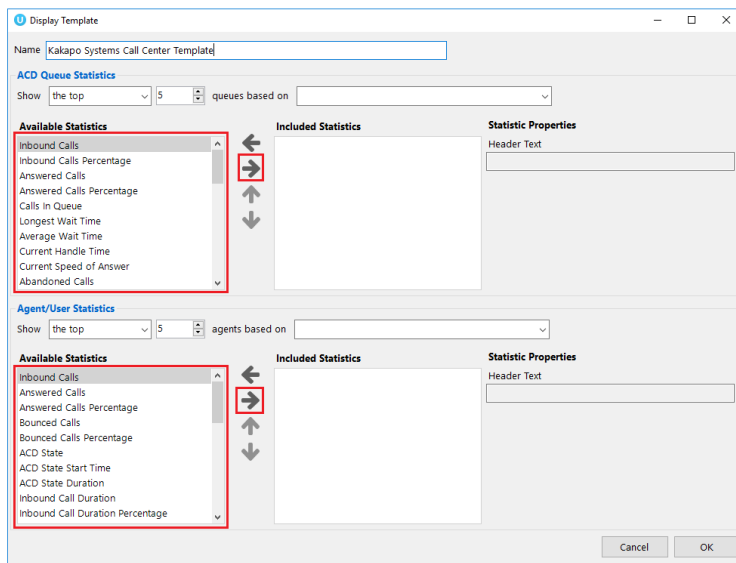 Display Template
Name Kakapo Systems Call Center Template
ACD Queue Statistics
Show the top 5 queues based on
Available Statistics Included Statistics Statistic Properties
Header Text
Inbound Calls
Inbound Calls Percentage
Answered Calls
Answered Calls Percentage
Calls In Queue
Longest Wait Time
Average Wait Time
Current Handle Time
Current Speed of Answer
Abandoned Calls
Agent/User Statistics
Show the top 5 agents based on
Available Statistics Included Statistics Statistic Properties
Header Text
Inbound Calls
Answered Calls
Answered Calls Percentage
Bounced Calls
Bounced Calls Percentage
ACD State
ACD State Start Time
ACD State Duration
Inbound Call Duration
Inbound Call Duration Percentage
Cancel OK